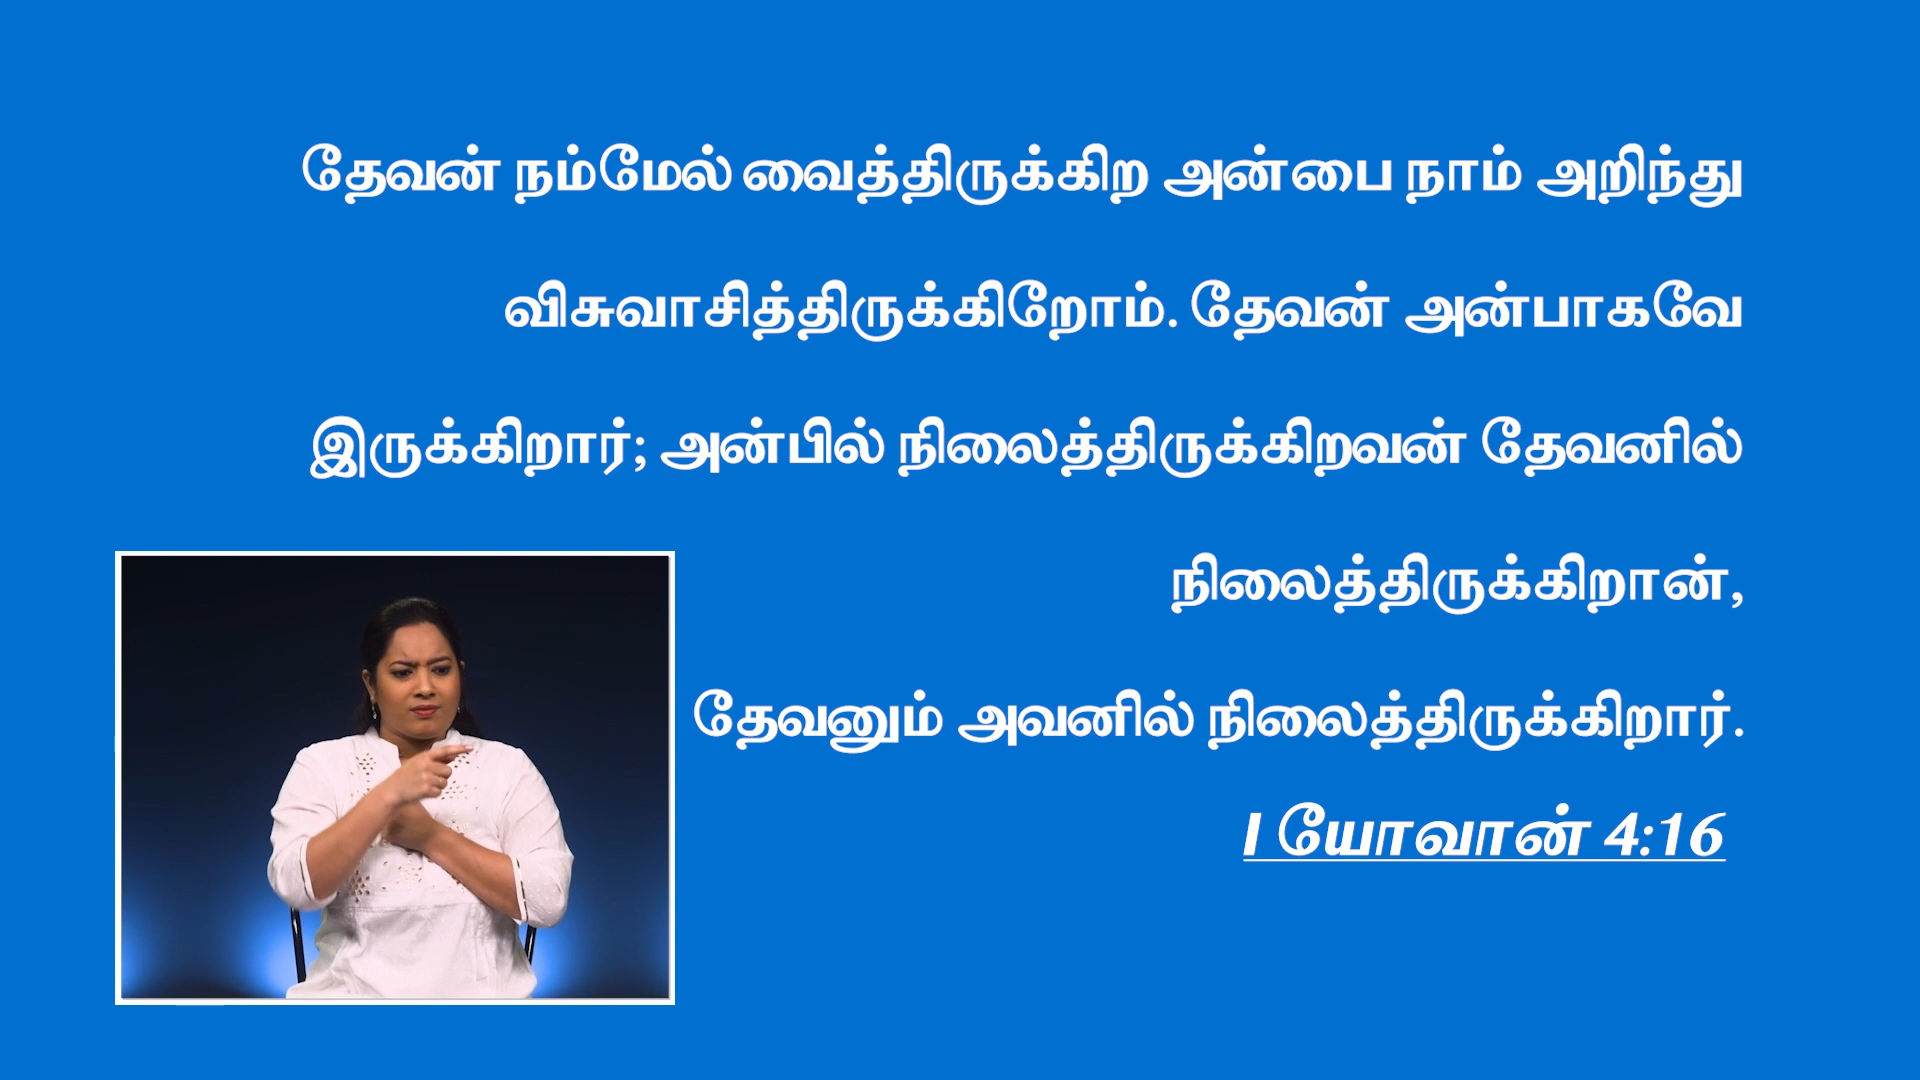 தேவன் நம்மேல் வைத்திருக்கிற அன்பை நாம் அறிந்து
விசுவாசித்திருக்கிறோம். தேவன் அன்பாகவே
இருக்கிறார்; அன்பில் நிலைத்திருக்கிறவன் தேவனில்
நிலைத்திருக்கிறான்,
தேவனும் அவனில் நிலைத்திருக்கிறார்.
I யோவான் 4:16